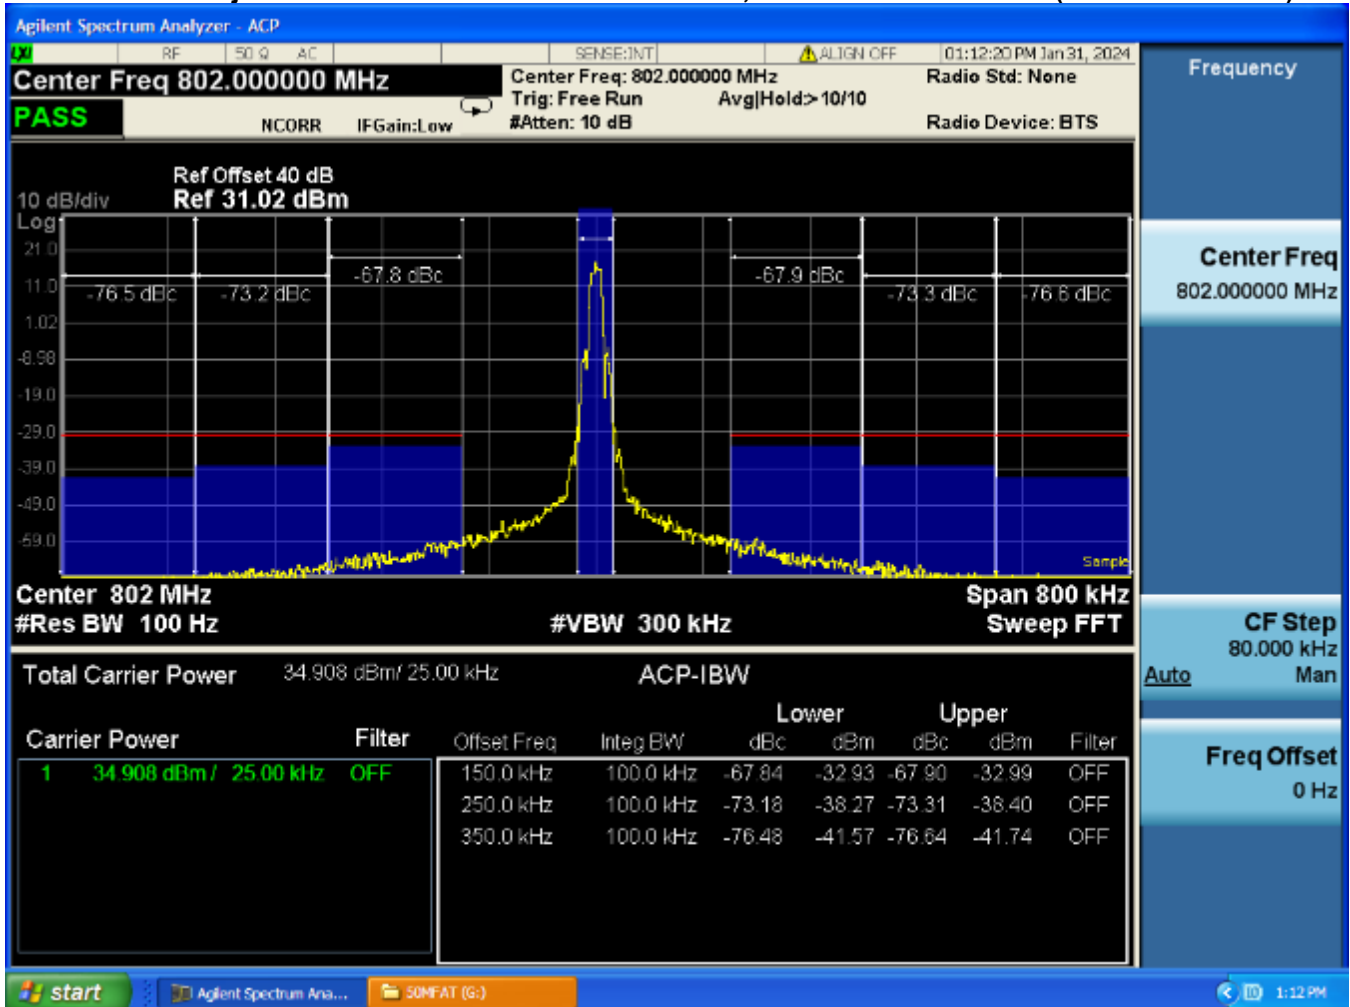 Agilent Spectrum Analyzer - ACP
LXI RF 50 Ω AC SENSE:INT ALIGN OFF 01:12:20 PM Jan 31, 2024
Center Freq 802.000000 MHz
Center Freq: 802.000000 MHz Radio Std: None
Trig: Free Run Avg|Hold:>10/10
PASS NCORR IFGain:Low #Atten: 10 dB Radio Device: BTS
Ref Offset 40 dB
10 dB/div Ref 31.02 dBm
Log
21.0
11.0
1.02
-8.98
-19.0
-29.0
-39.0
-49.0
-59.0
-76.5 dBc -73.2 dBc -67.8 dBc -67.9 dBc -73.3 dBc -76.6 dBc
Sample
Center 802 MHz Span 800 kHz
#Res BW 100 Hz #VBW 300 kHz Sweep FFT
Total Carrier Power 34.908 dBm/ 25.00 kHz ACP-IBW
Lower Upper
Carrier Power Filter Offset Freq Integ BW dBc dBm dBc dBm Filter
1 34.908 dBm / 25.00 kHz OFF 150.0 kHz 100.0 kHz -67.84 -32.93 -67.90 -32.99 OFF
250.0 kHz 100.0 kHz -73.18 -38.27 -73.31 -38.40 OFF
350.0 kHz 100.0 kHz -76.48 -41.57 -76.64 -41.74 OFF
Frequency
Center Freq
802.000000 MHz
CF Step
80.000 kHz
Auto Man
Freq Offset
0 Hz
start Agilent Spectrum Ana... 50MFAT (G:) 1:12 PM